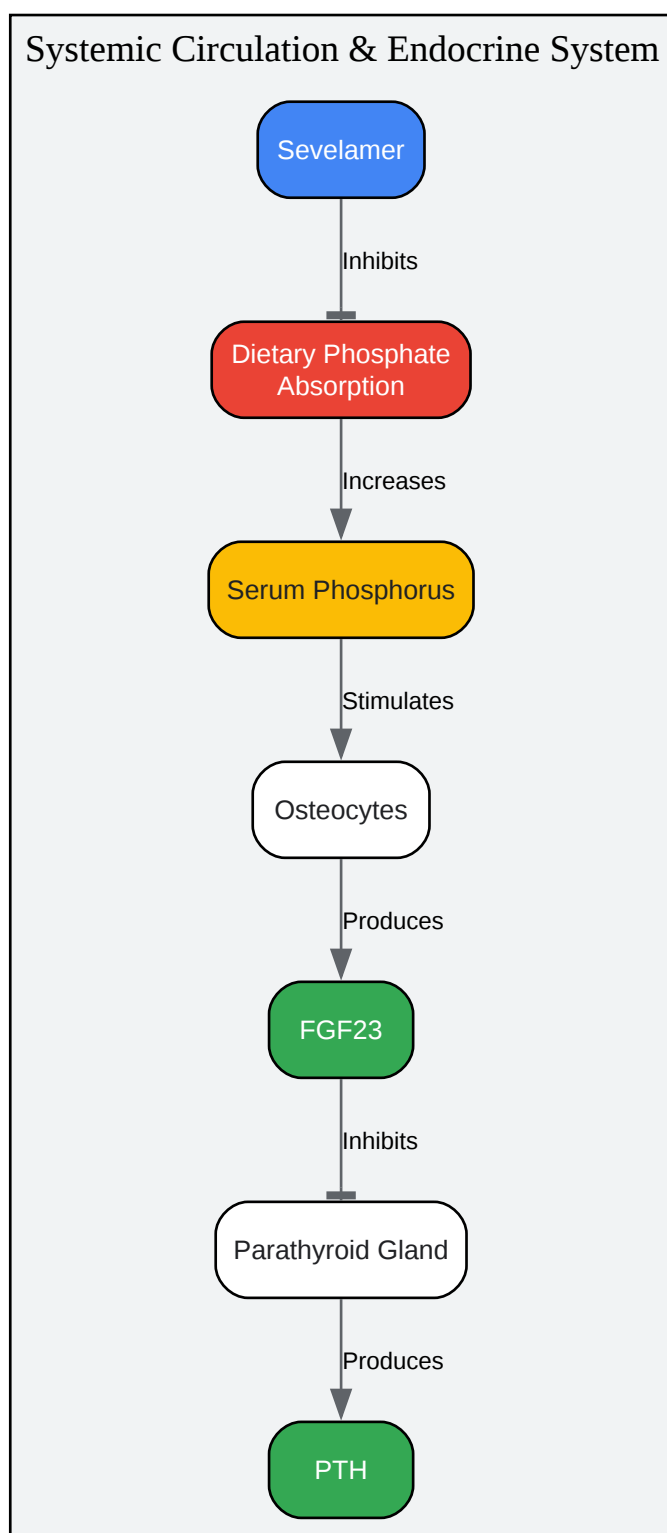 Systemic Circulation & Endocrine System
Sevelamer
Inhibits
Dietary Phosphate
Absorption
Increases
Serum Phosphorus
Stimulates
Osteocytes
Produces
FGF23
Inhibits
Parathyroid Gland
Produces
PTH